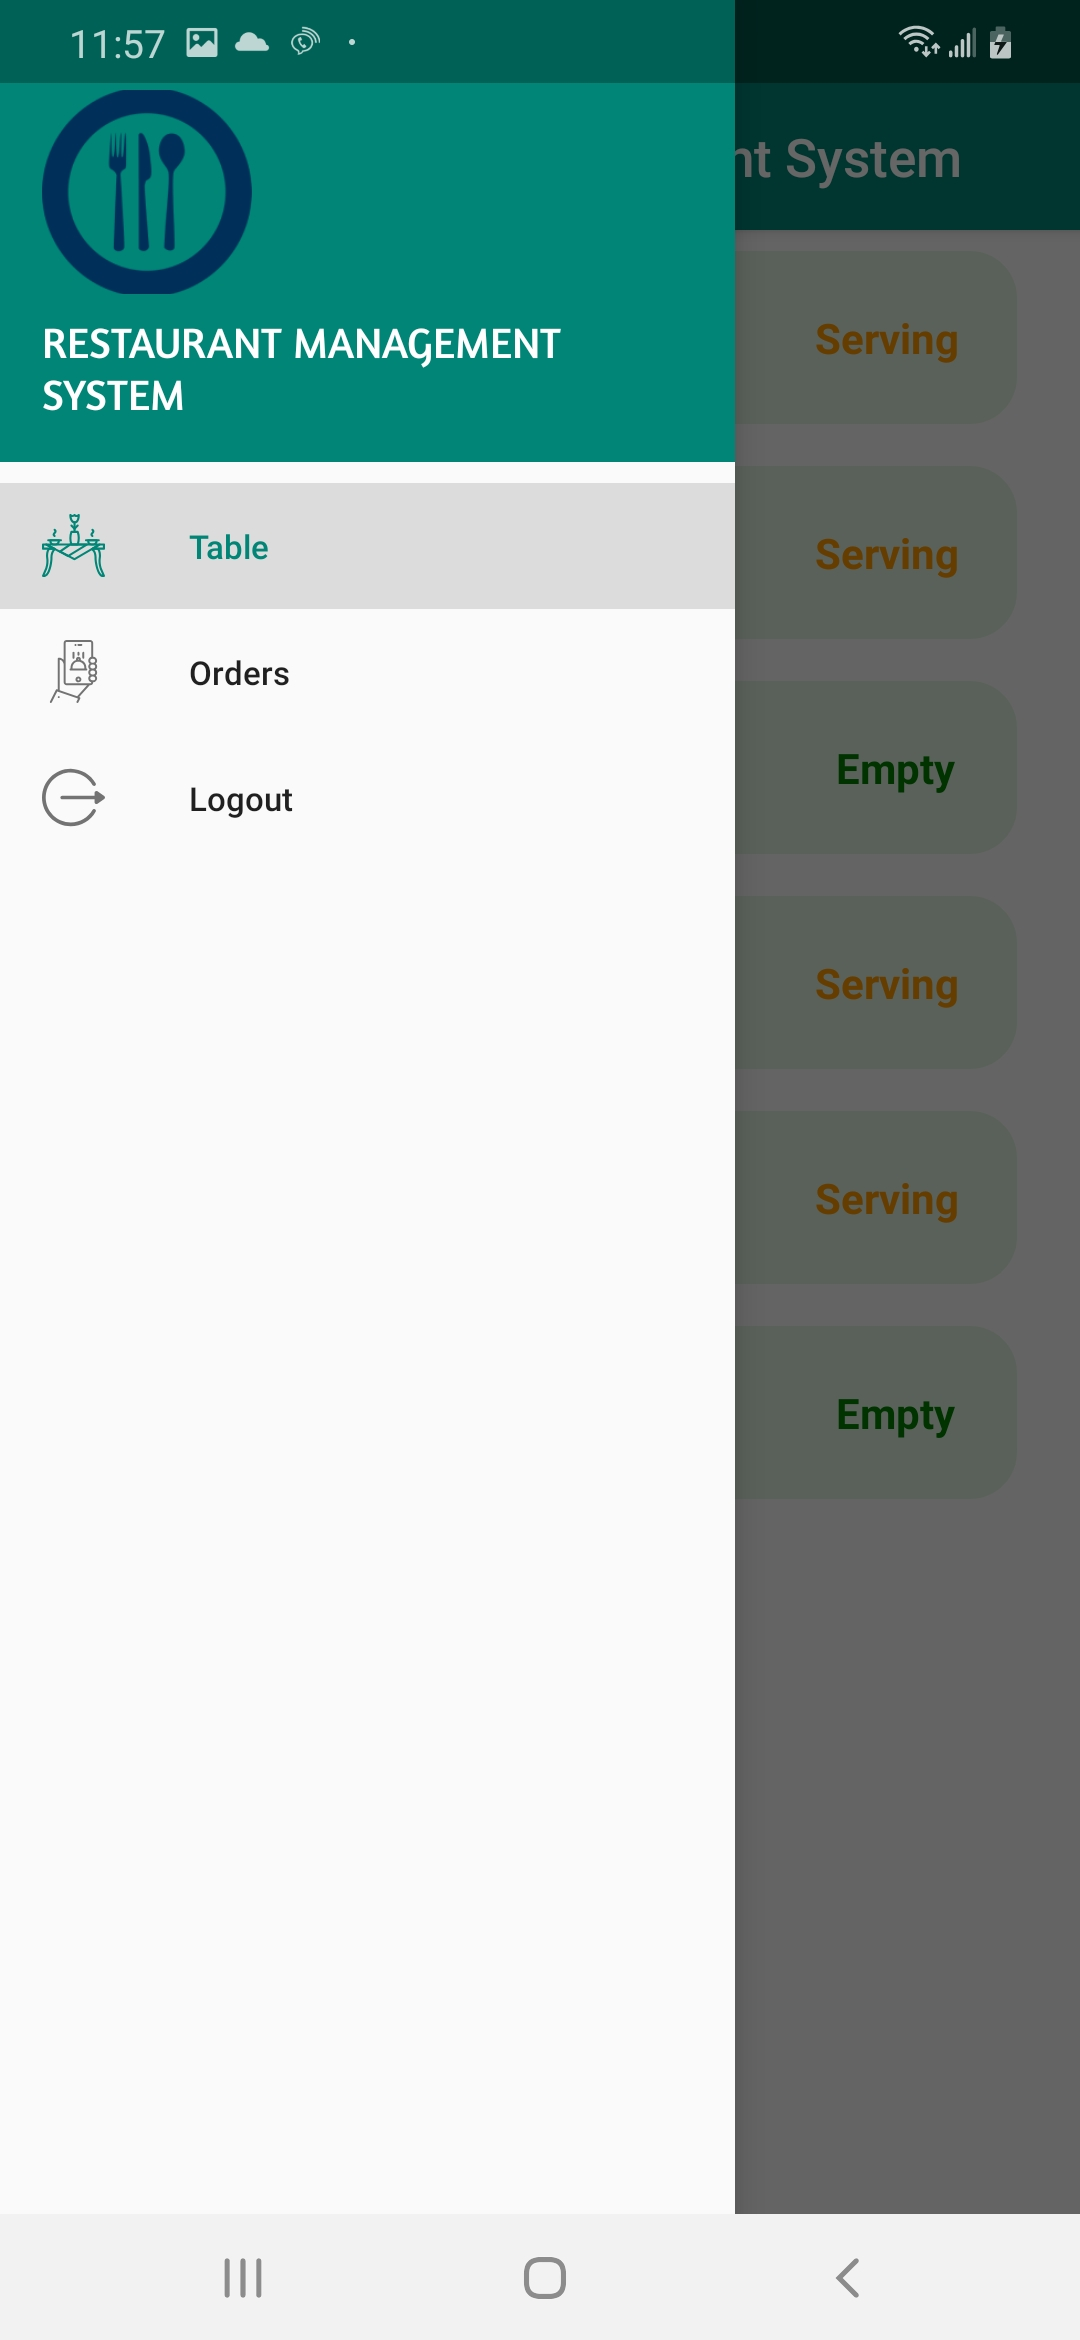 11:57
nt System
RESTAURANT MANAGEMENT
SYSTEM
Serving
Serving
Table
Orders
Empty
Logout
Serving
Serving
Empty